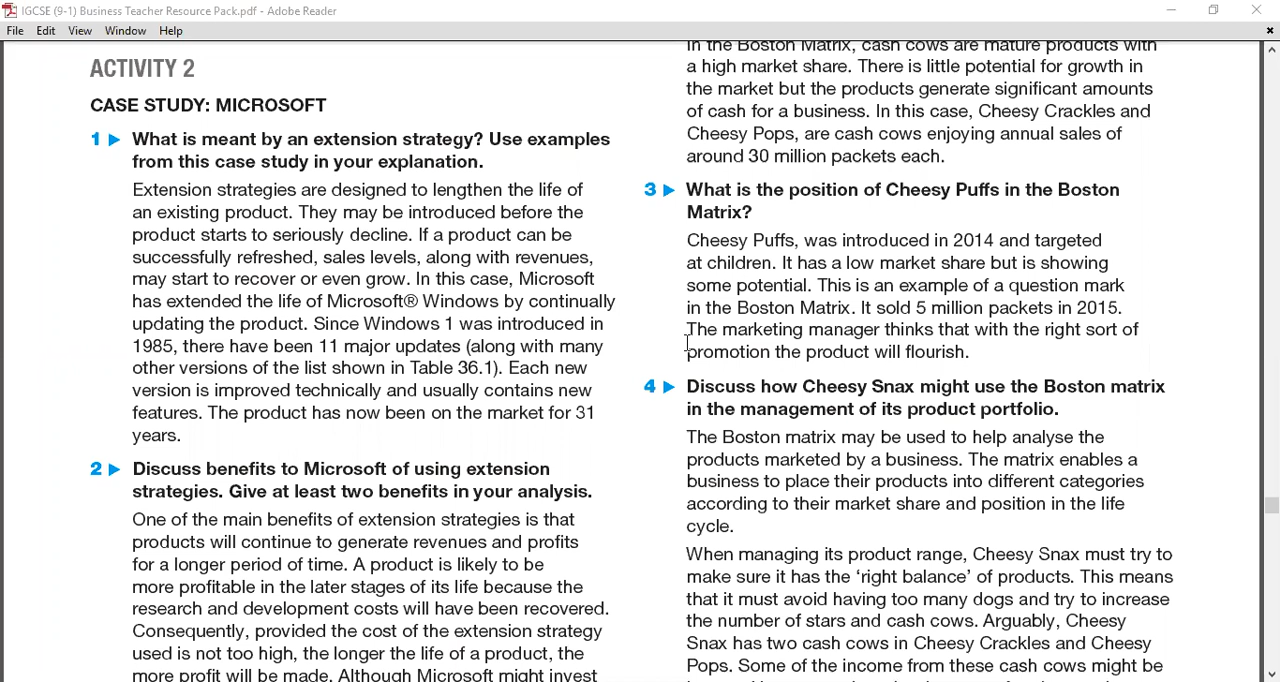 IGCSE (9-1) Business Teacher Resource Pack.pdf - Adobe Reader
File Edit View Window Help
ACTIVITY 2
CASE STUDY: MICROSOFT
1 ▶ What is meant by an extension strategy? Use examples
from this case study in your explanation.
Extension strategies are designed to lengthen the life of
an existing product. They may be introduced before the
product starts to seriously decline. If a product can be
successfully refreshed, sales levels, along with revenues,
may start to recover or even grow. In this case, Microsoft
has extended the life of Microsoft® Windows by continually
updating the product. Since Windows 1 was introduced in
1985, there have been 11 major updates (along with many
other versions of the list shown in Table 36.1). Each new
version is improved technically and usually contains new
features. The product has now been on the market for 31
years.
2 ▶ Discuss benefits to Microsoft of using extension
strategies. Give at least two benefits in your analysis.
One of the main benefits of extension strategies is that
products will continue to generate revenues and profits
for a longer period of time. A product is likely to be
more profitable in the later stages of its life because the
research and development costs will have been recovered.
Consequently, provided the cost of the extension strategy
used is not too high, the longer the life of a product, the
more profit will be made. Although Microsoft might invest
In the Boston Matrix, cash cows are mature products with
a high market share. There is little potential for growth in
the market but the products generate significant amounts
of cash for a business. In this case, Cheesy Crackles and
Cheesy Pops, are cash cows enjoying annual sales of
around 30 million packets each.
3 ▶ What is the position of Cheesy Puffs in the Boston
Matrix?
Cheesy Puffs, was introduced in 2014 and targeted
at children. It has a low market share but is showing
some potential. This is an example of a question mark
in the Boston Matrix. It sold 5 million packets in 2015.
The marketing manager thinks that with the right sort of
promotion the product will flourish.
4 ▶ Discuss how Cheesy Snax might use the Boston matrix
in the management of its product portfolio.
The Boston matrix may be used to help analyse the
products marketed by a business. The matrix enables a
business to place their products into different categories
according to their market share and position in the life
cycle.
When managing its product range, Cheesy Snax must try to
make sure it has the ‘right balance’ of products. This means
that it must avoid having too many dogs and try to increase
the number of stars and cash cows. Arguably, Cheesy
Snax has two cash cows in Cheesy Crackles and Cheesy
Pops. Some of the income from these cash cows might be